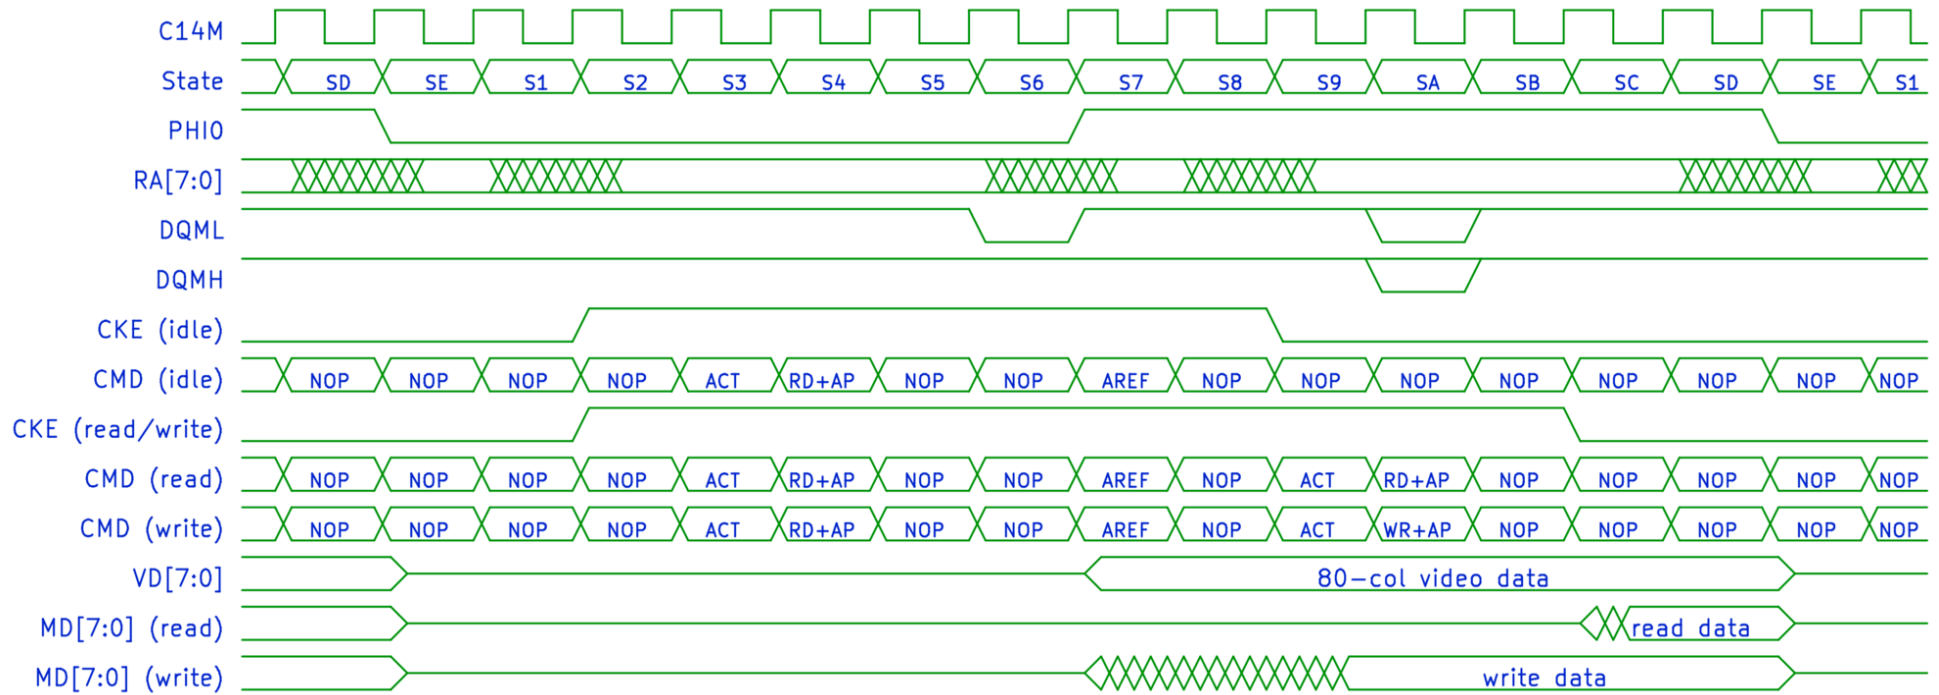 C14M
State SD SE S1 S2 S3 S4 S5 S6 S7 S8 S9 SA SB SC SD SE S1
PHI0
RA[7:0]
DQML
DQMH
CKE (idle)
CMD (idle) NOP NOP NOP NOP ACT RD+AP NOP NOP AREF NOP NOP NOP NOP NOP NOP NOP NOP
CKE (read/write)
CMD (read) NOP NOP NOP NOP ACT RD+AP NOP NOP AREF NOP ACT RD+AP NOP NOP NOP NOP NOP
CMD (write) NOP NOP NOP NOP ACT RD+AP NOP NOP AREF NOP ACT WR+AP NOP NOP NOP NOP NOP
VD[7:0] 80-col video data
MD[7:0] (read) read data
MD[7:0] (write) write data